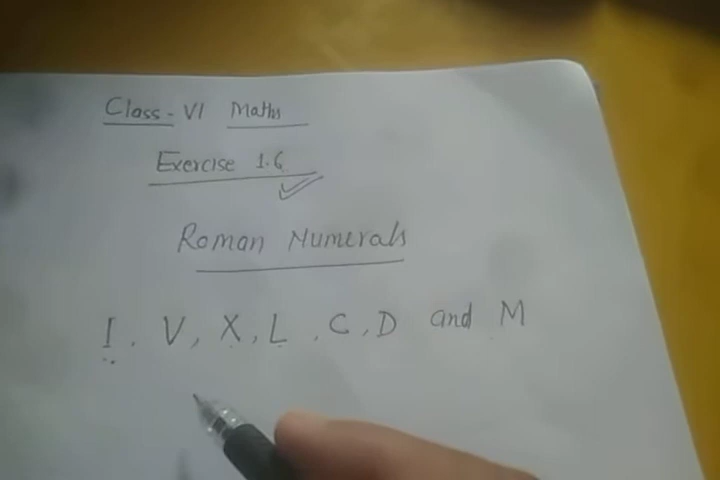 Class - VI Maths
Exercise 1.6
Roman Numerals
I, V, X, L, C, D and M